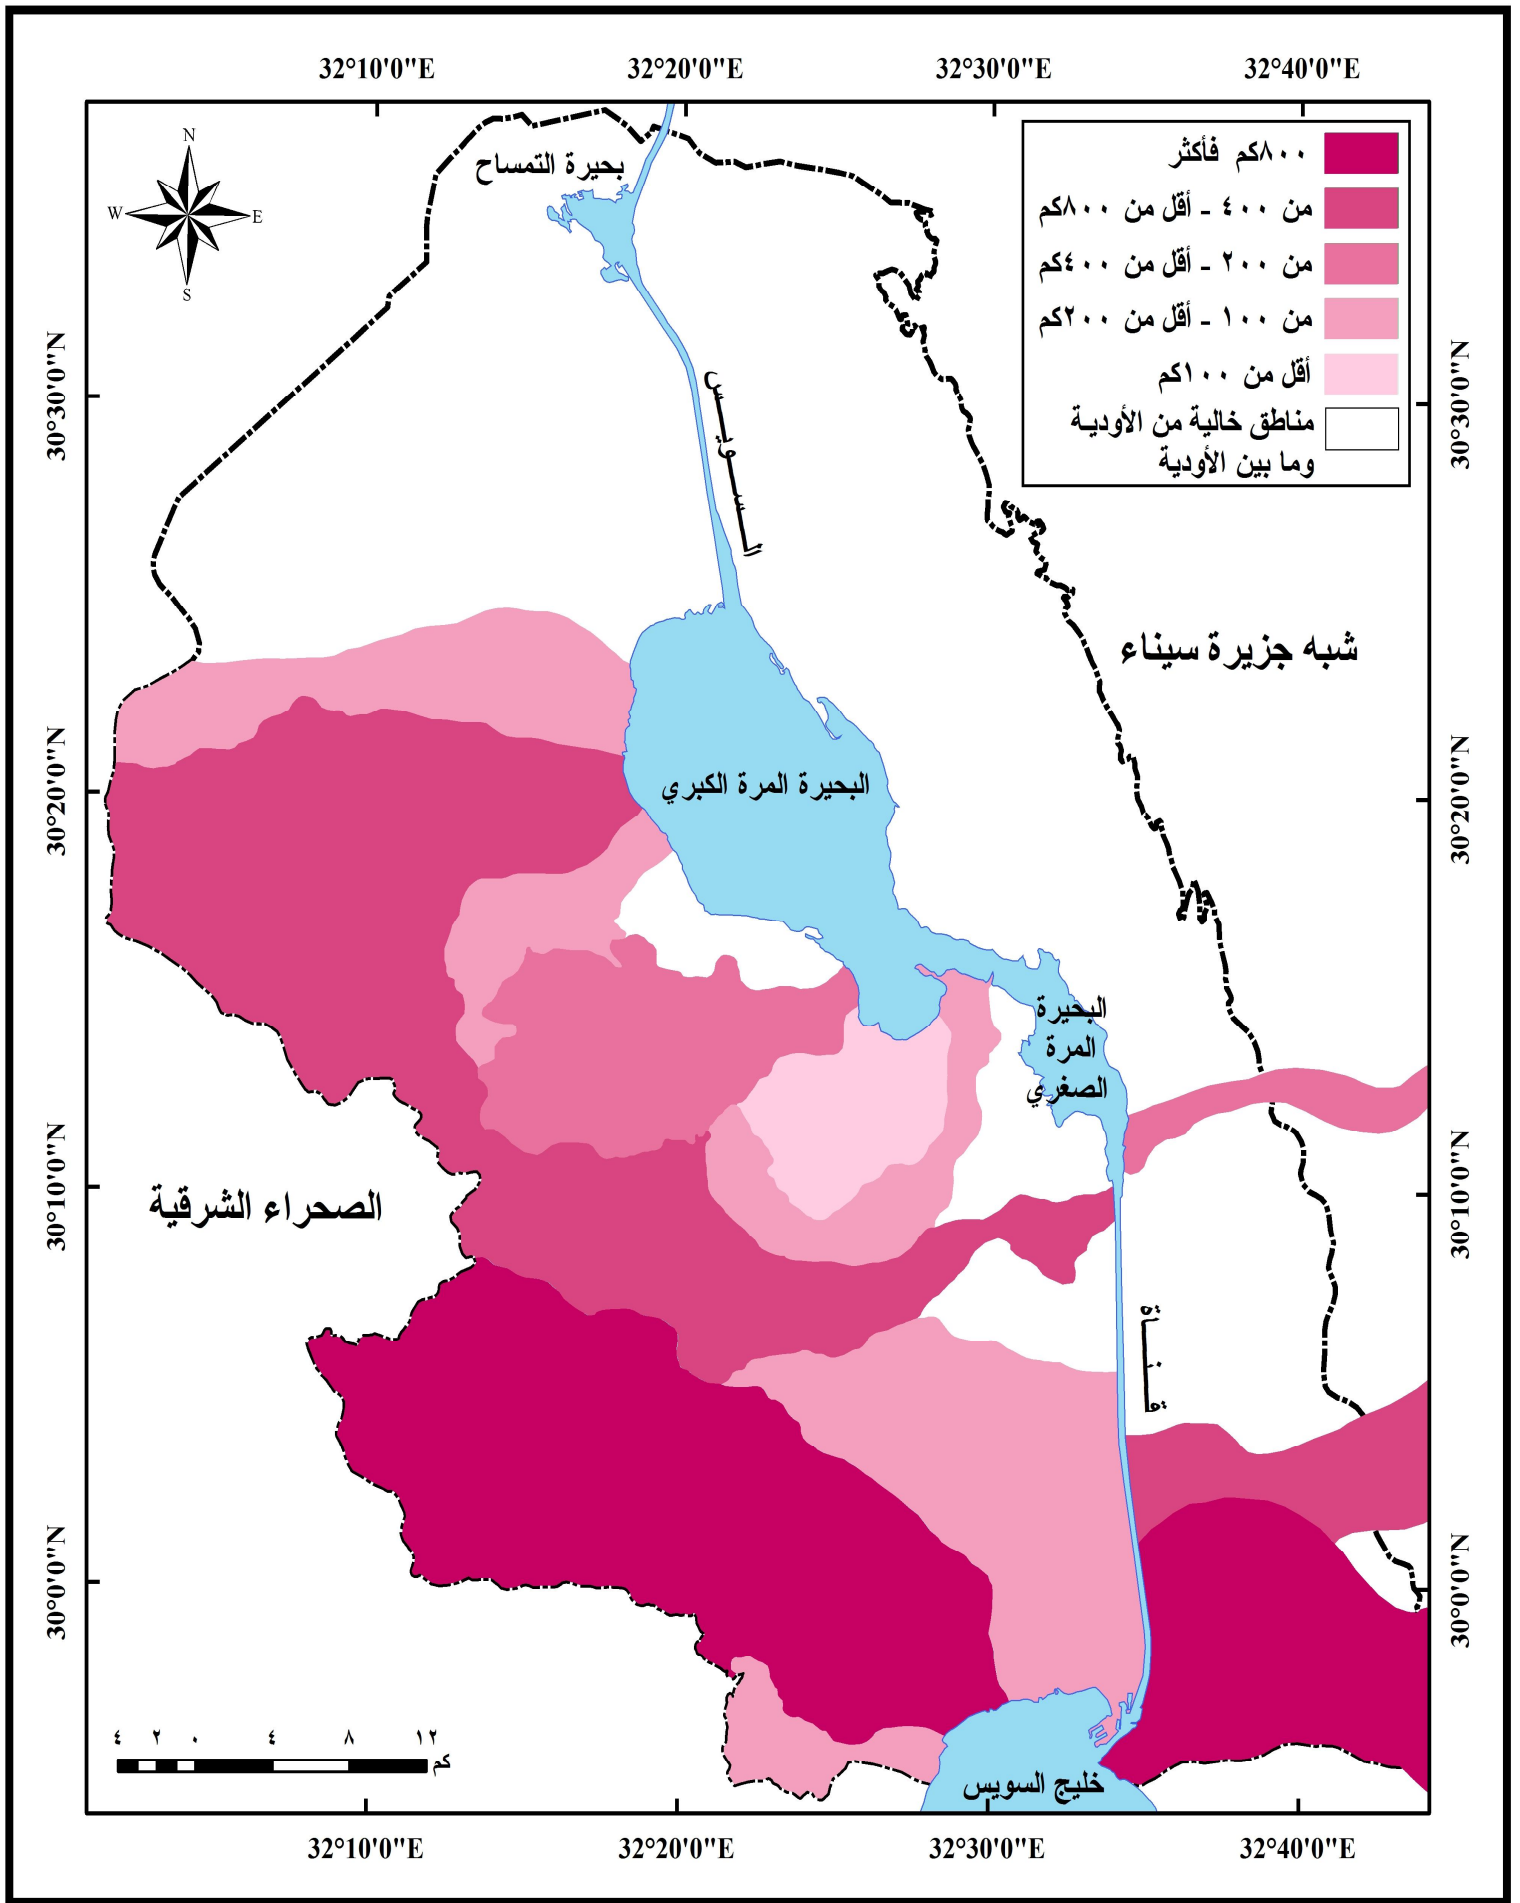 32°10'0"E
32°20'0"E
32°30'0"E
32°40'0"E
N
W
E
S
٨٠٠كم فأكثر
من ٤٠٠ - أقل من ٨٠٠كم
من ٢٠٠ - أقل من ٤٠٠كم
من ١٠٠ - أقل من ٢٠٠كم
أقل من ١٠٠كم
مناطق خالية من الأودية
وما بين الأودية
بحيرة التمساح
30°30'0"N
30°30'0"N
قناة
السويس
شبه جزيرة سيناء
30°20'0"N
30°20'0"N
البحيرة المرة الكبري
البحيرة
المرة
الصغري
30°10'0"N
30°10'0"N
الصحراء الشرقية
30°0'0"N
30°0'0"N
٤ ٢ ٠ ٤ ٨ ١٢
كم
خليج السويس
32°10'0"E
32°20'0"E
32°30'0"E
32°40'0"E